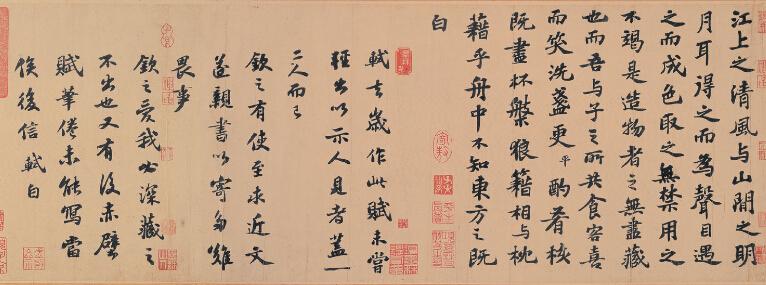 江上之清風与山間之明
月耳得之而為聲目遇
之而成色取之無禁用之
不竭是造物者之無盡藏
也而吾与子之所共食客喜
而笑洗盞更平酌肴核
既盡杯槃狼籍相与枕
藉乎舟中不知東方之既
白
軾去歲作此賦未嘗
輕出以示人見者蓋一
二人而已
欽之有使至求近文
遂親書以寄多難
畏事
欽之愛我必深藏之
不出也又有後赤壁
賦筆倦未能寫當
俟後信軾白